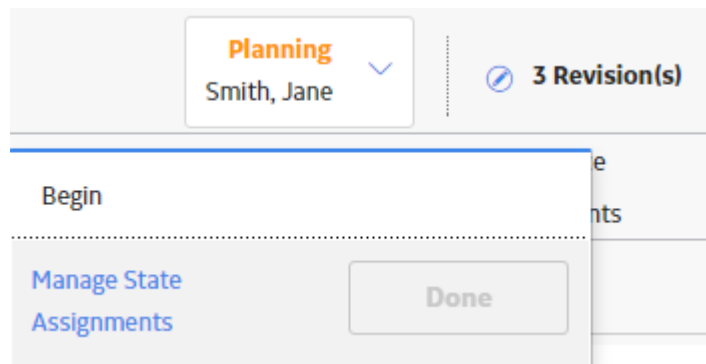 Planning
Smith, Jane
3 Revision(s)
Begin
Manage State
Assignments
Done